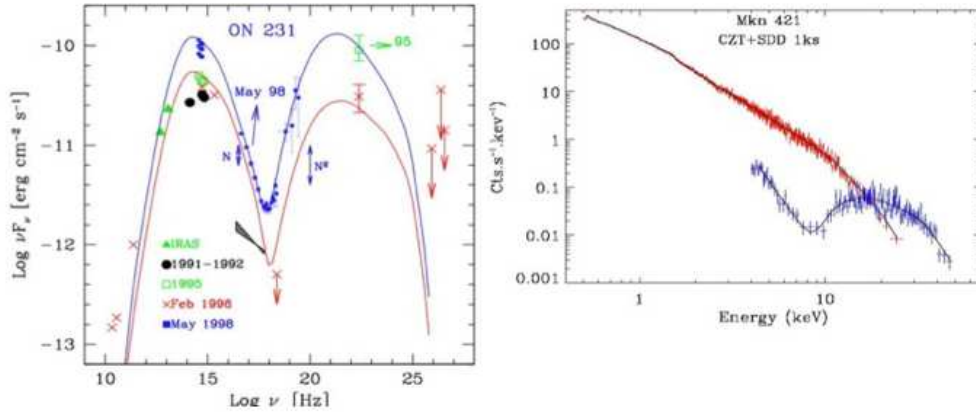 ON 231
95
May 98
N
N*
IRAS
1991-1992
1995
Feb 1998
May 1998
-10
-11
-12
-13
Log νFν [erg cm⁻² s⁻¹]
10
15
20
25
Log ν [Hz]
Mkn 421
CZT+SDD 1ks
100
10
1
0.1
0.01
0.001
Cts.s⁻¹.keV⁻¹
1
10
Energy (keV)